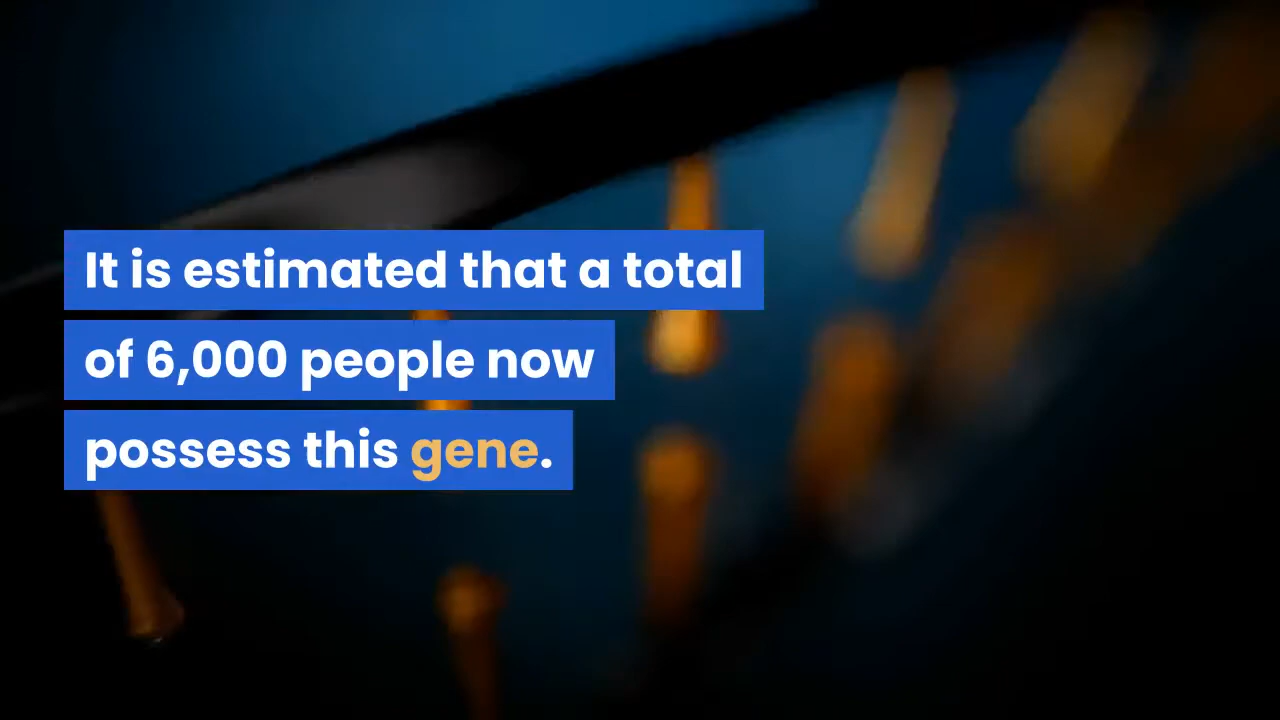 It is estimated that a total
of 6,000 people now
possess this gene.